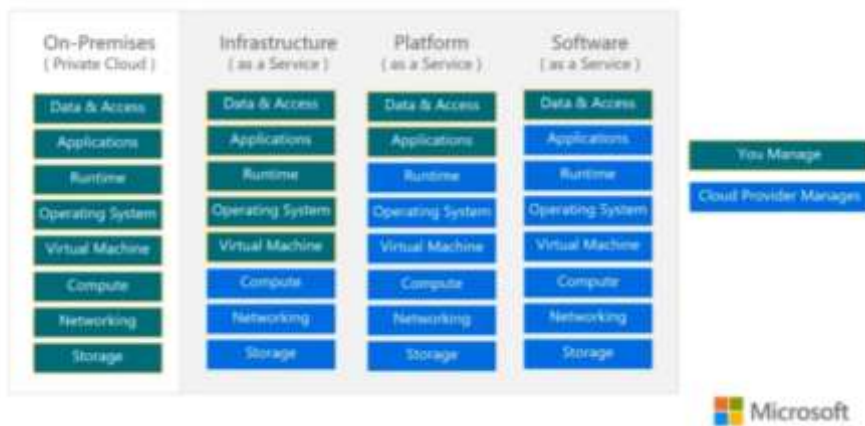 On-Premises
( Private Cloud )
Data & Access
Applications
Runtime
Operating System
Virtual Machine
Compute
Networking
Storage
Infrastructure
( as a Service )
Data & Access
Applications
Runtime
Operating System
Virtual Machine
Compute
Networking
Storage
Platform
( as a Service )
Data & Access
Applications
Runtime
Operating System
Virtual Machine
Compute
Networking
Storage
Software
( as a Service )
Data & Access
Applications
Runtime
Operating System
Virtual Machine
Compute
Networking
Storage
You Manage
Cloud Provider Manages
Microsoft